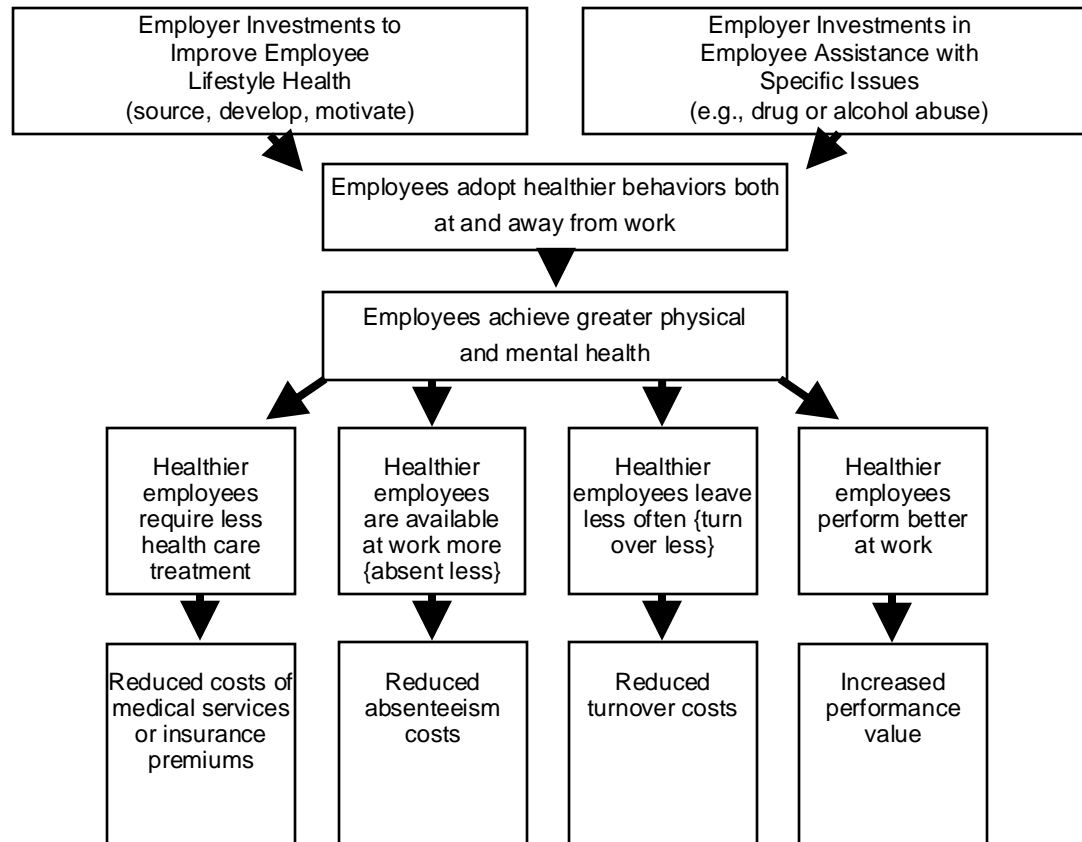 Employer Investments to
Improve Employee
Lifestyle Health
(source, develop, motivate)
Employer Investments in
Employee Assistance with
Specific Issues
(e.g., drug or alcohol abuse)
Employees adopt healthier behaviors both
at and away from work
Employees achieve greater physical
and mental health
Healthier
employees
require less
health care
treatment
Healthier
employees
are available
at work more
{absent less}
Healthier
employees leave
less often {turn
over less}
Healthier
employees
perform better
at work
Reduced costs of
medical services
or insurance
premiums
Reduced
absenteeism
costs
Reduced
turnover costs
Increased
performance
value